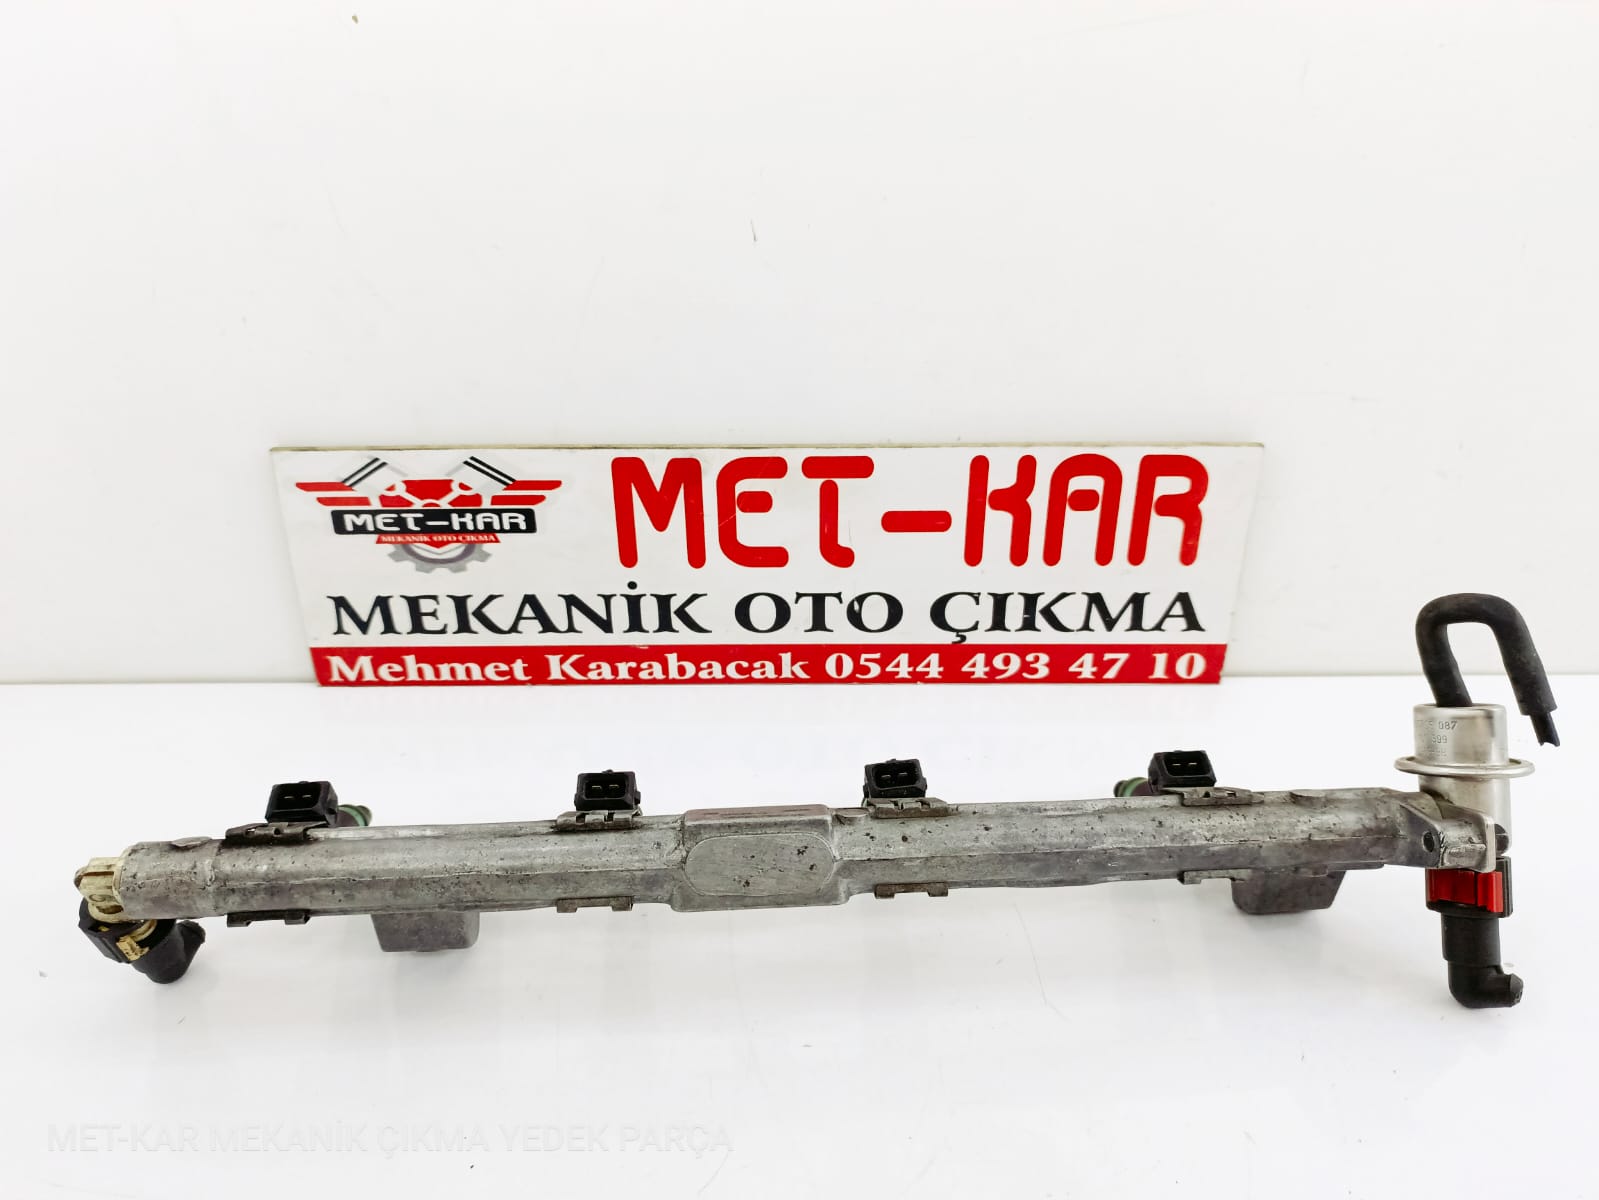 MET-KAR
MEKANİK OTO ÇIKMA
MET-KAR
MEKANİK OTO ÇIKMA
Mehmet Karabacak 0544 493 47 10
087
MET-KAR MEKANİK ÇIKMA YEDEK PARÇA